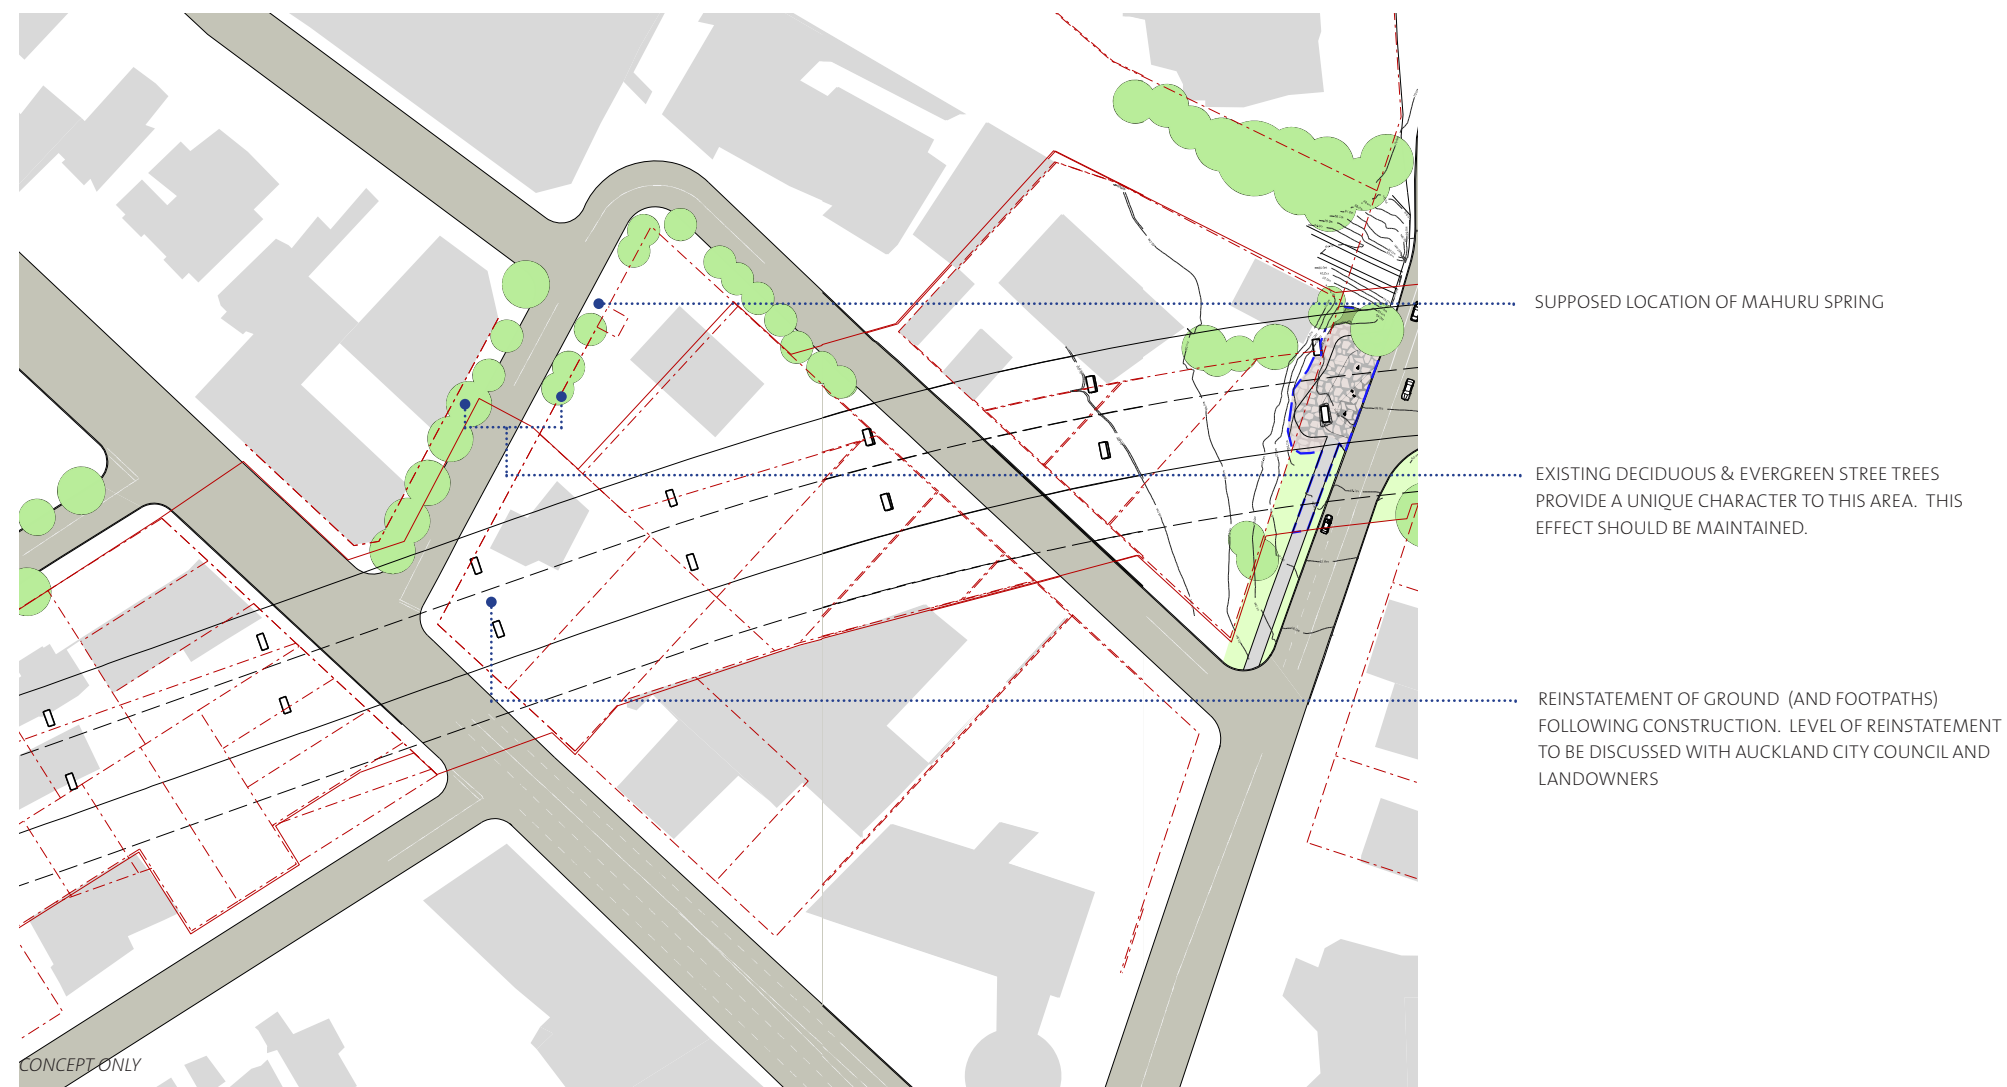 SUPPOSED LOCATION OF MAHURU SPRING
EXISTING DECIDUOUS & EVERGREEN STREE TREES
PROVIDE A UNIQUE CHARACTER TO THIS AREA. THIS
EFFECT SHOULD BE MAINTAINED.
REINSTATEMENT OF GROUND (AND FOOTPATHS)
FOLLOWING CONSTRUCTION. LEVEL OF REINSTATEMENT
TO BE DISCUSSED WITH AUCKLAND CITY COUNCIL AND
LANDOWNERS
CONCEPT ONLY